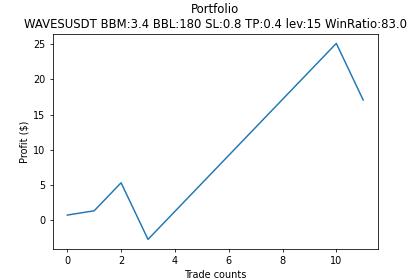 Portfolio
WAVESUSDT BBM:3.4 BBL:180 SL:0.8 TP:0.4 lev:15 WinRatio:83.0
25
20
15
10
5
0
Profit ($)
0 2 4 6 8 10
Trade counts